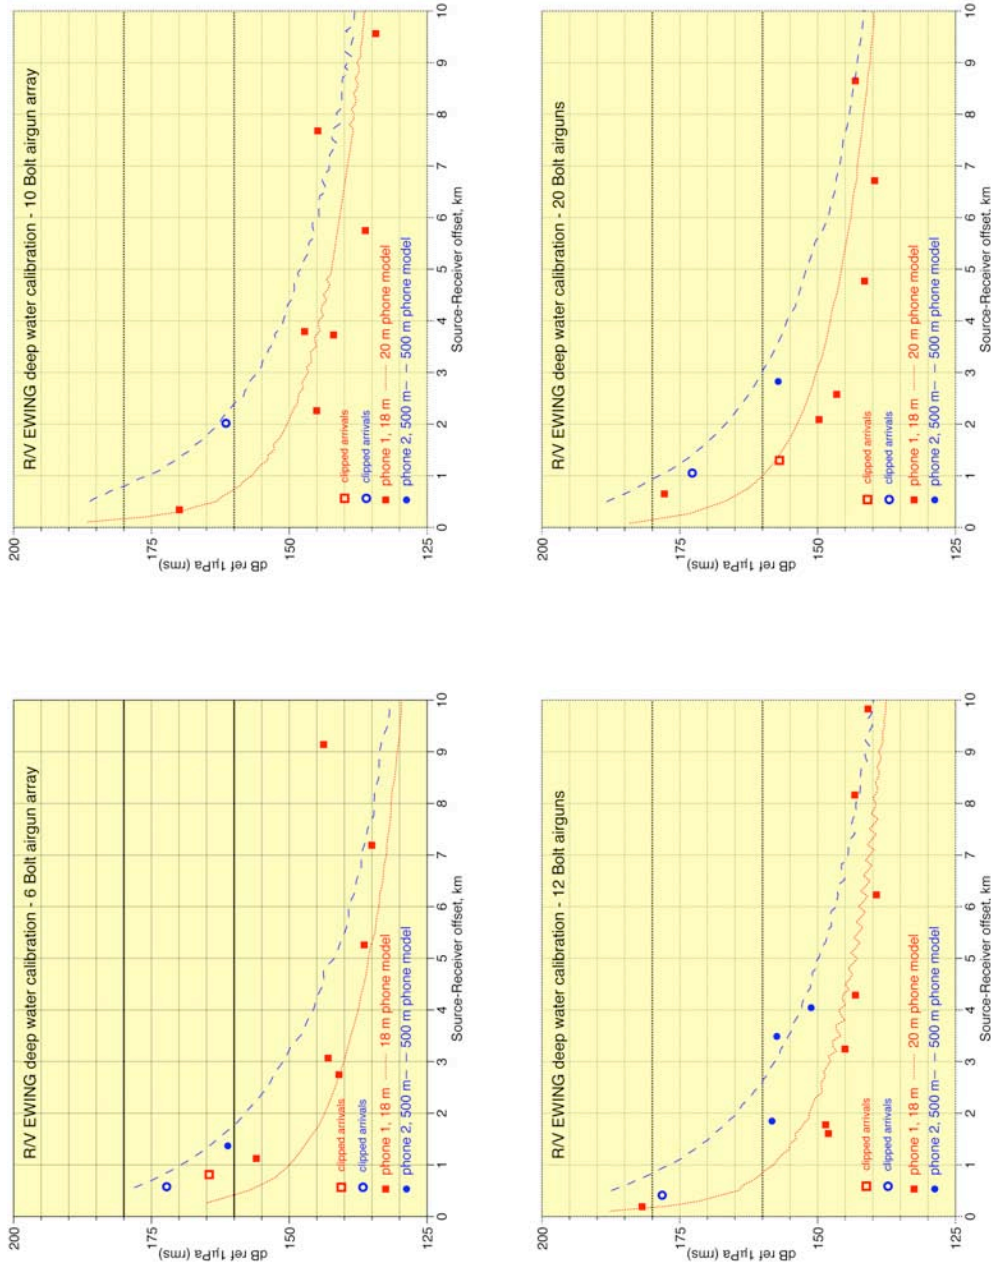 R/V EWING deep water calibration - 6 Bolt airgun array
200
175
150
125
dB ref 1µPa (rms)
clipped arrivals
clipped arrivals
phone 1, 18 m 18 m phone model
phone 2, 500 m 500 m phone model
0 1 2 3 4 5 6 7 8 9 10
Source-Receiver offset, km
R/V EWING deep water calibration - 10 Bolt airgun array
200
175
150
125
dB ref 1µPa (rms)
clipped arrivals
clipped arrivals
phone 1, 18 m 20 m phone model
phone 2, 500 m 500 m phone model
0 1 2 3 4 5 6 7 8 9 10
Source-Receiver offset, km
R/V EWING deep water calibration - 12 Bolt airguns
200
175
150
125
dB ref 1µPa (rms)
clipped arrivals
clipped arrivals
phone 1, 18 m 20 m phone model
phone 2, 500 m 500 m phone model
0 1 2 3 4 5 6 7 8 9 10
Source-Receiver offset, km
R/V EWING deep water calibration - 20 Bolt airguns
200
175
150
125
dB ref 1µPa (rms)
clipped arrivals
clipped arrivals
phone 1, 18 m 20 m phone model
phone 2, 500 m 500 m phone model
0 1 2 3 4 5 6 7 8 9 10
Source-Receiver offset, km